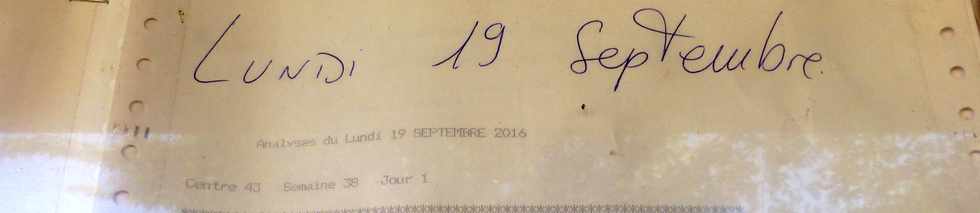 Lundi 19 Septembre.
Analyses du Lundi 19 SEPTEMBRE 2016
Centre 43 Semaine 38 Jour 1